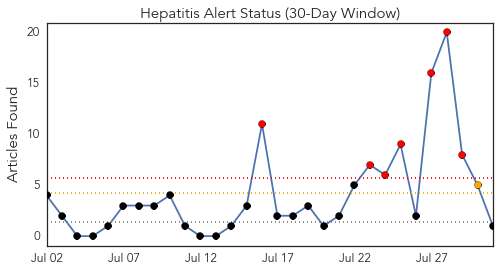 Hepatitis Alert Status (30-Day Window)
Articles Found
20
15
10
5
0
Jul 02 Jul 07 Jul 12 Jul 17 Jul 22 Jul 27